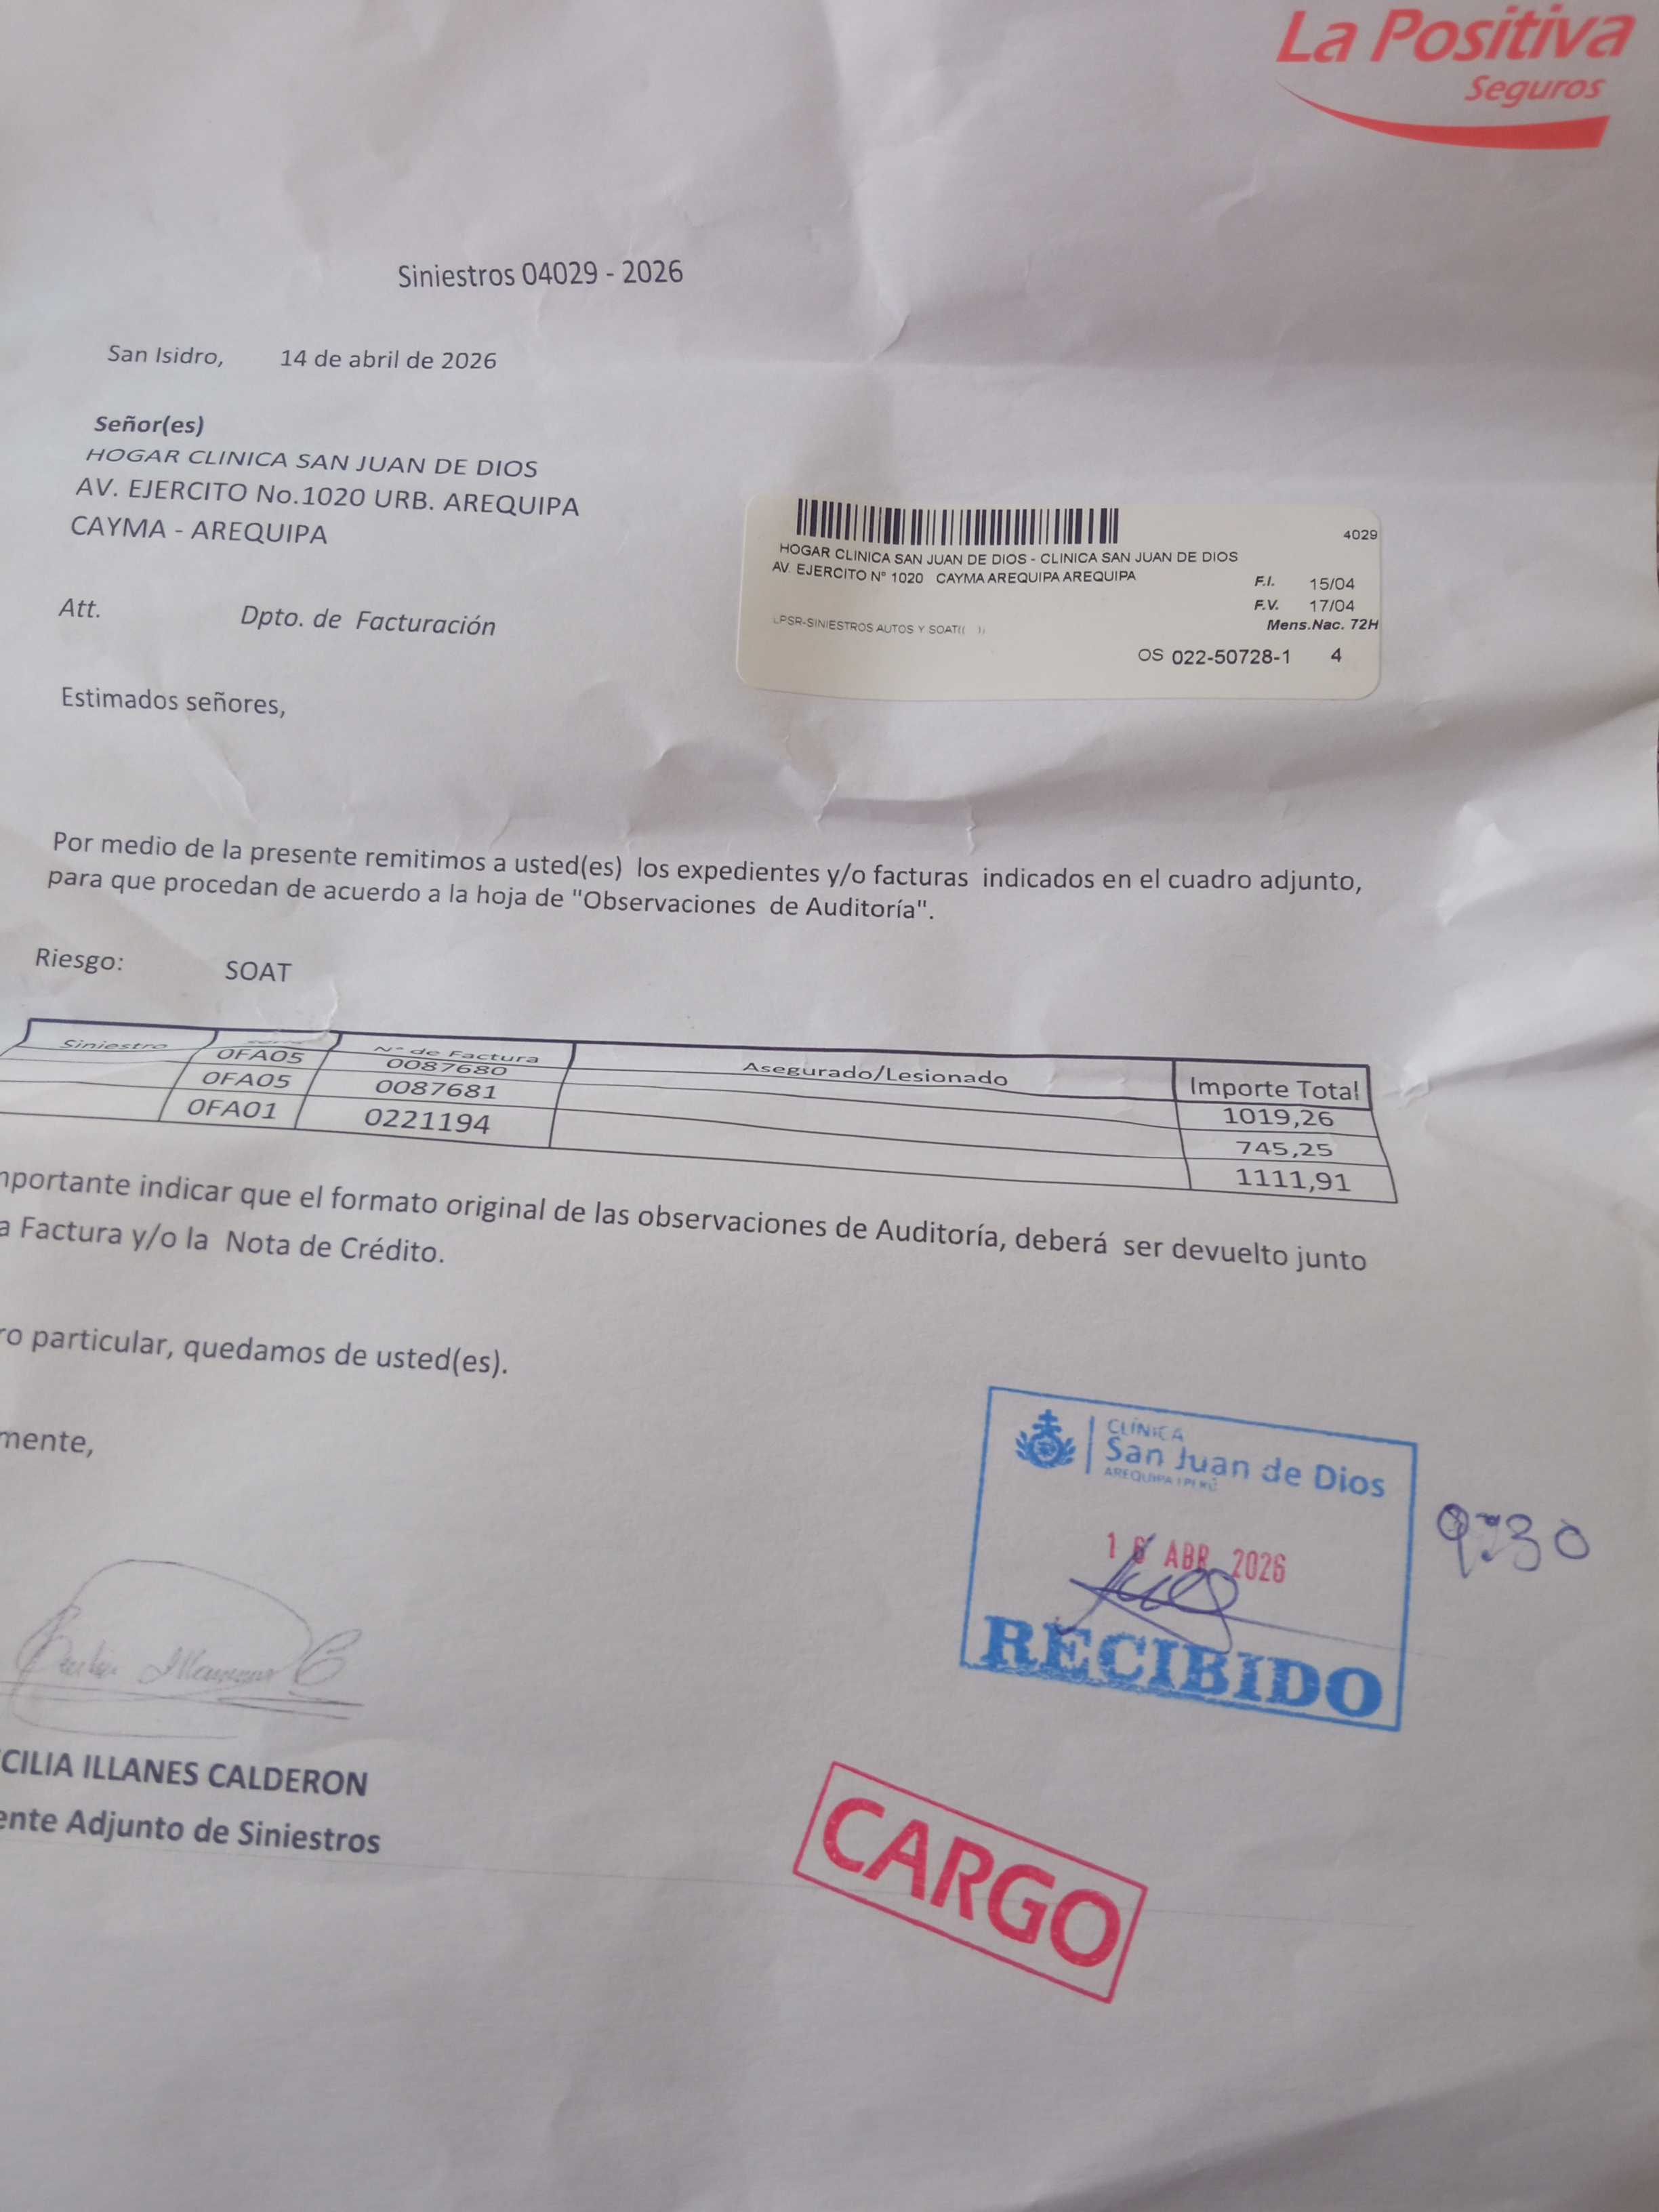 La Positiva
Seguros
Siniestros 04029 - 2026
San Isidro, 14 de abril de 2026
Señor(es)
HOGAR CLINICA SAN JUAN DE DIOS
AV. EJERCITO No.1020 URB. AREQUIPA
CAYMA - AREQUIPA
4029
HOGAR CLINICA SAN JUAN DE DIOS - CLINICA SAN JUAN DE DIOS
AV. EJERCITO Nº 1020 CAYMA AREQUIPA AREQUIPA
F.I. 15/04
F.V. 17/04
Mens.Nac. 72H
LPSR-SINIESTROS AUTOS Y SOAT(( ))
OS 022-50728-1 4
Att. Dpto. de Facturación
Estimados señores,
Por medio de la presente remitimos a usted(es) los expedientes y/o facturas indicados en el cuadro adjunto,
para que procedan de acuerdo a la hoja de "Observaciones de Auditoría".
Riesgo: SOAT
Siniestro N° de Factura Asegurado/Lesionado Importe Total
0FA05 0087680 1019,26
0FA05 0087681 745,25
0FA01 0221194 1111,91
mportante indicar que el formato original de las observaciones de Auditoría, deberá ser devuelto junto
a Factura y/o la Nota de Crédito.
ro particular, quedamos de usted(es).
mente,
CLÍNICA
San Juan de Dios
AREQUIPA | PERÚ
16 ABR 2026
9:30
RECIBIDO
CILIA ILLANES CALDERON
ente Adjunto de Siniestros
CARGO